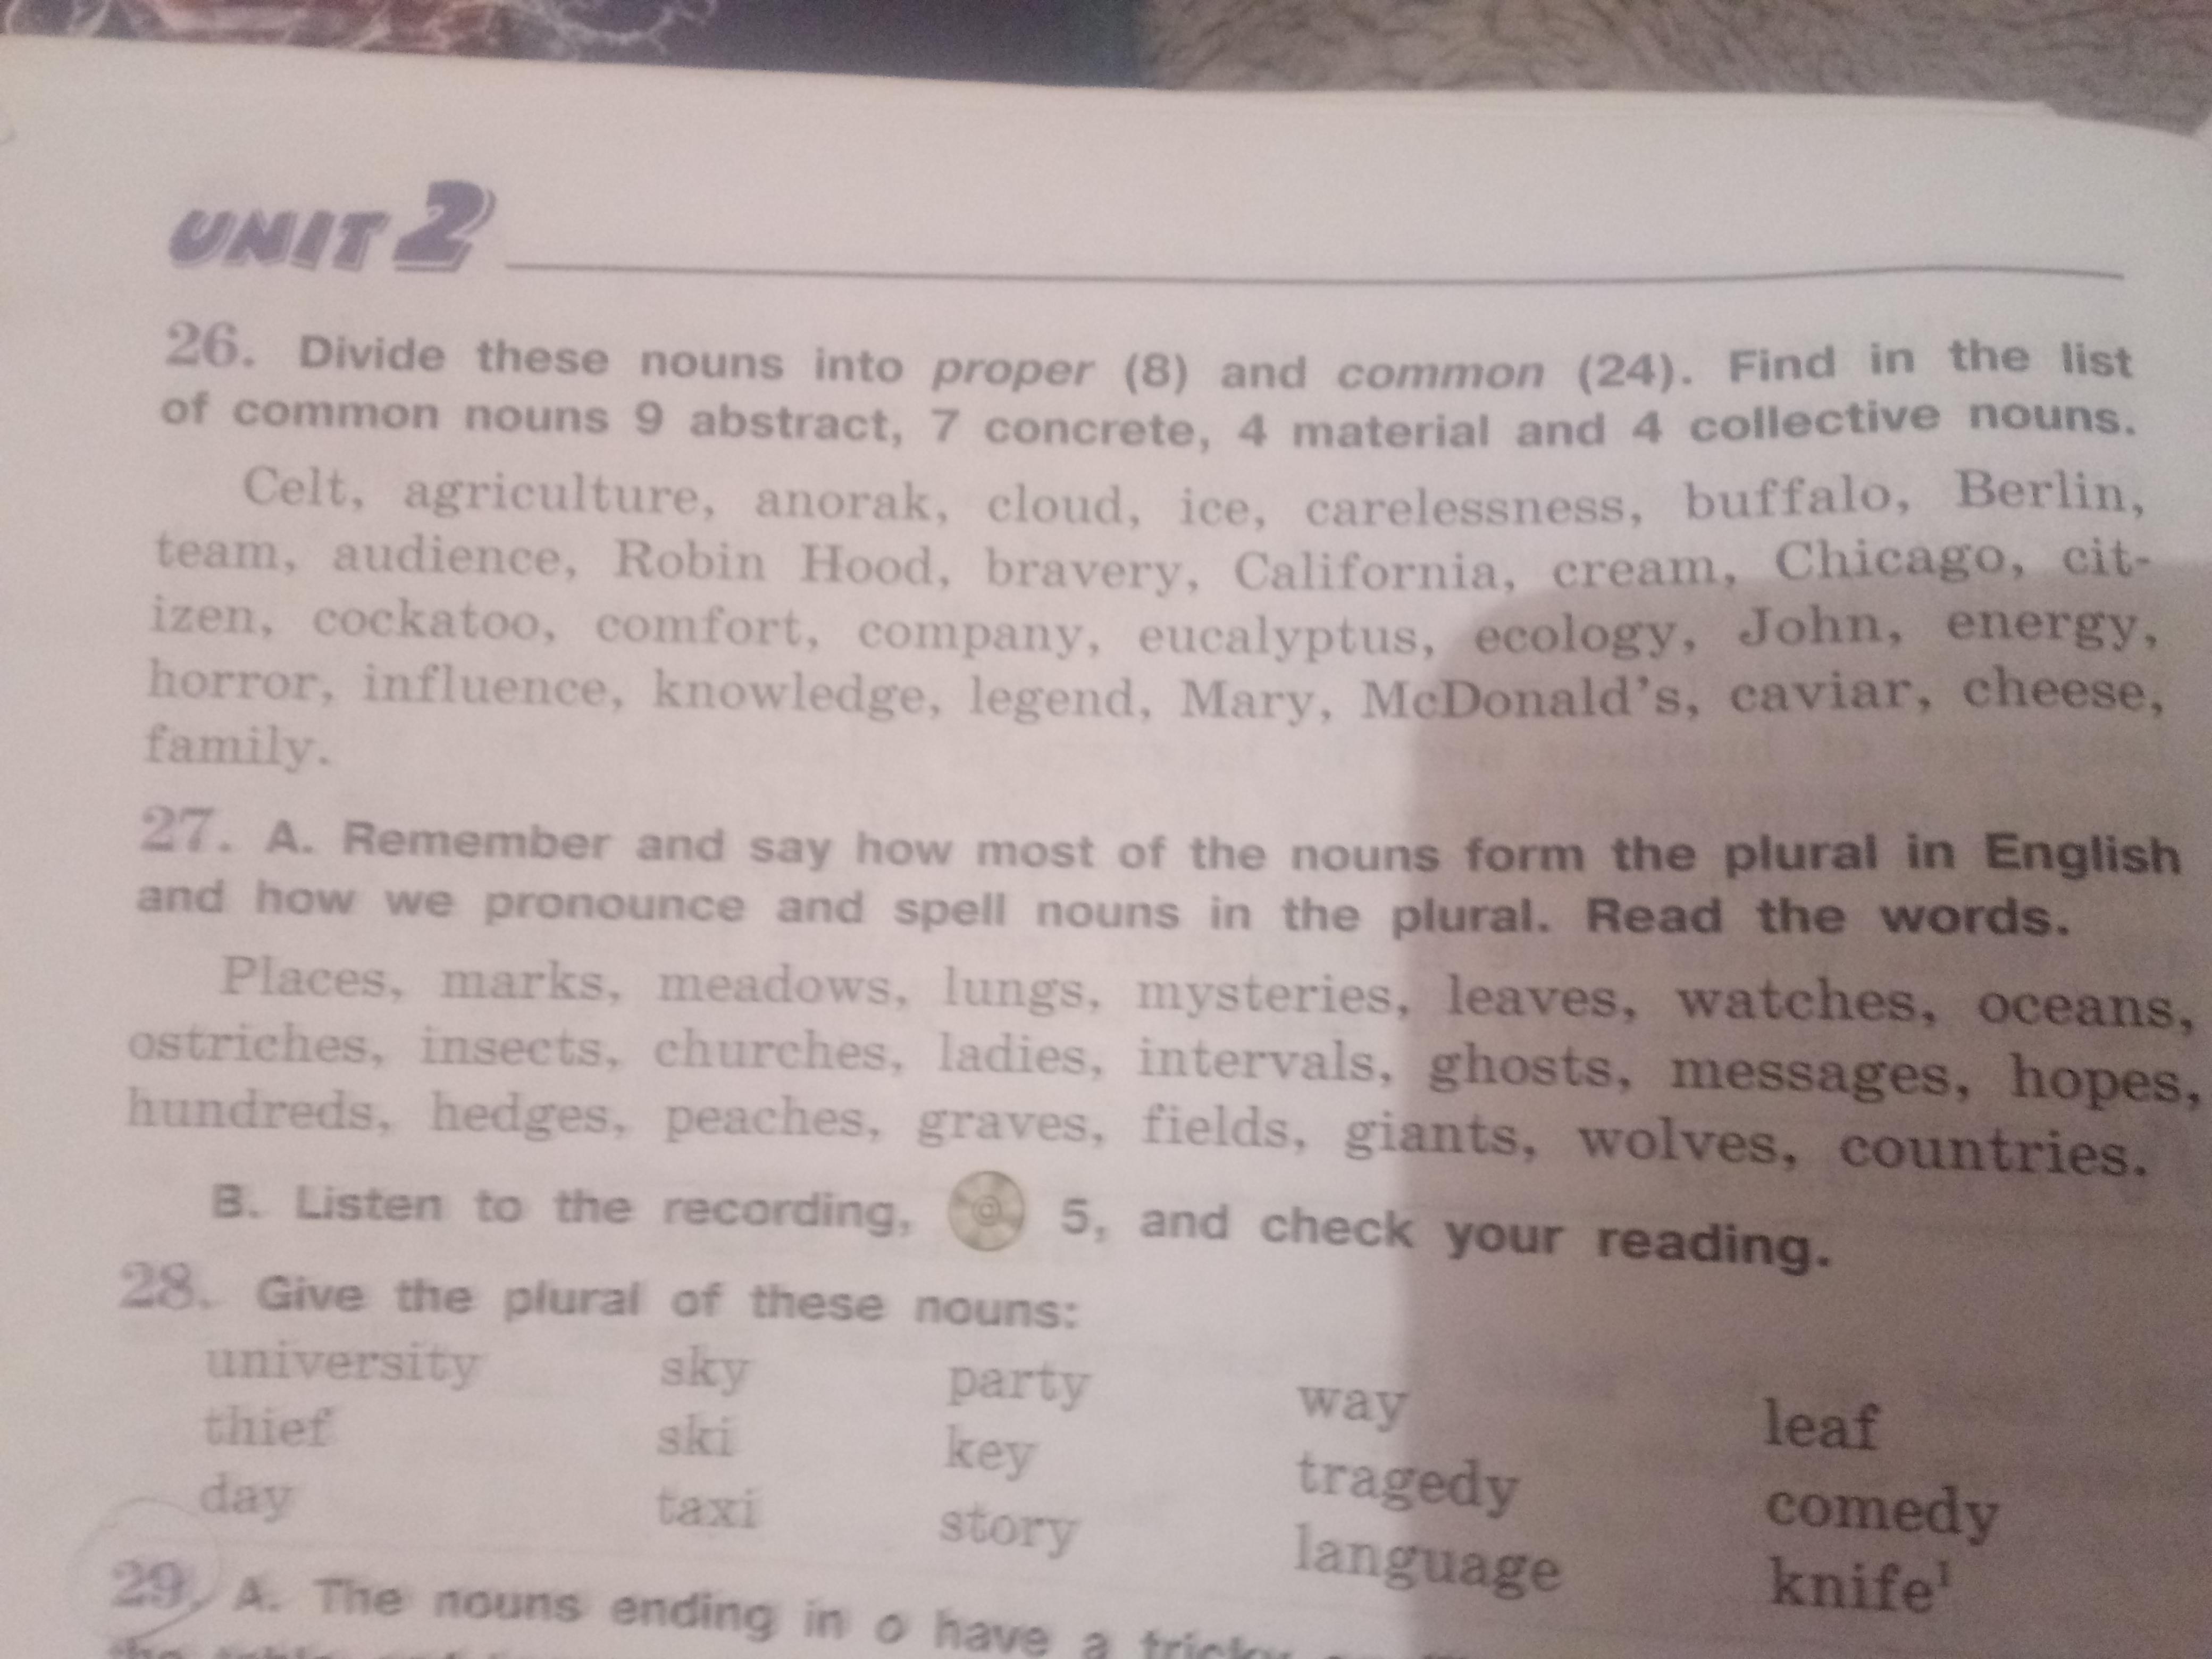 UNIT 2
26. Divide these nouns into proper (8) and common (24). Find in the list
of common nouns 9 abstract, 7 concrete, 4 material and 4 collective nouns.
Celt, agriculture, anorak, cloud, ice, carelessness, buffalo, Berlin,
team, audience, Robin Hood, bravery, California, cream, Chicago, cit-
izen, cockatoo, comfort, company, eucalyptus, ecology, John, energy,
horror, influence, knowledge, legend, Mary, McDonald's, caviar, cheese,
family.
27. A. Remember and say how most of the nouns form the plural in English
and how we pronounce and spell nouns in the plural. Read the words.
Places, marks, meadows, lungs, mysteries, leaves, watches, oceans,
ostriches, insects, churches, ladies, intervals, ghosts, messages, hopes,
hundreds, hedges, peaches, graves, fields, giants, wolves, countries.
B. Listen to the recording, @ 5, and check your reading.
28. Give the plural of these nouns:
university sky party way leaf
thief ski key tragedy comedy
day taxi story language knife¹
29. A. The nouns ending in o have a tricky